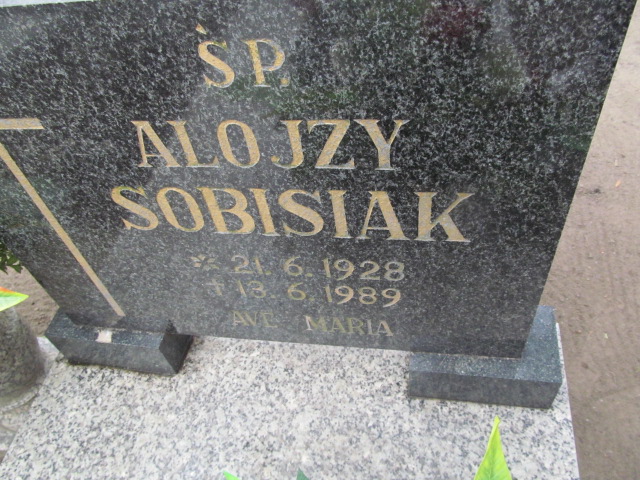 ŚP.
ALOJZY
SOBISIAK
* 21.6.1928
† 13.6.1989
AVE MARIA